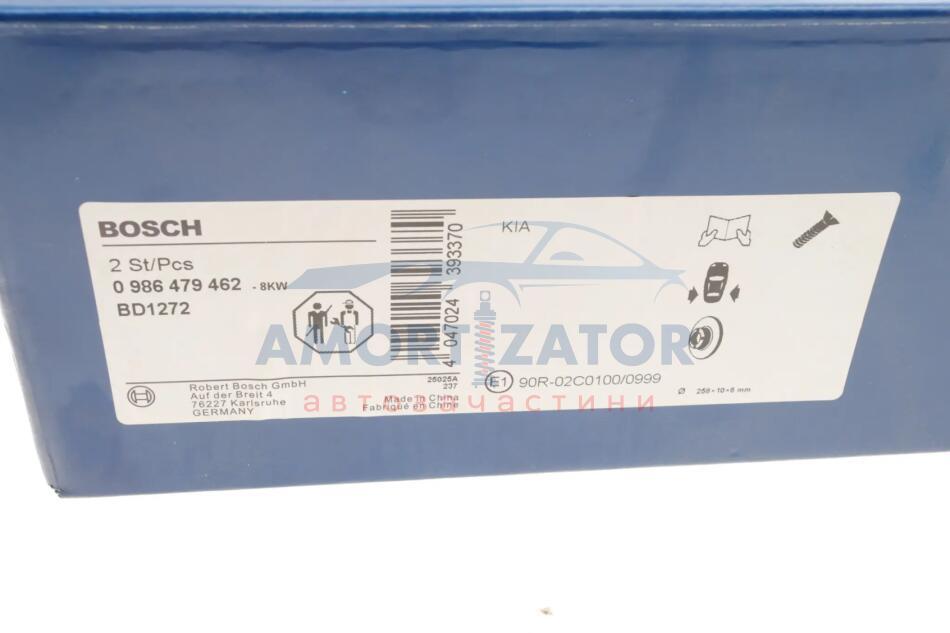 BOSCH
2 St/Pcs
0 986 479 462 - 8KW
BD1272
4 047024 393370
KIA
AMORTIZATOR
автозапчастини
Robert Bosch GmbH
Auf der Breit 4
76227 Karlsruhe
GERMANY
25025A
237
Made in China
Fabriqué en Chine
E1 90R-02C0100/0999
Ø 258-10-8 mm